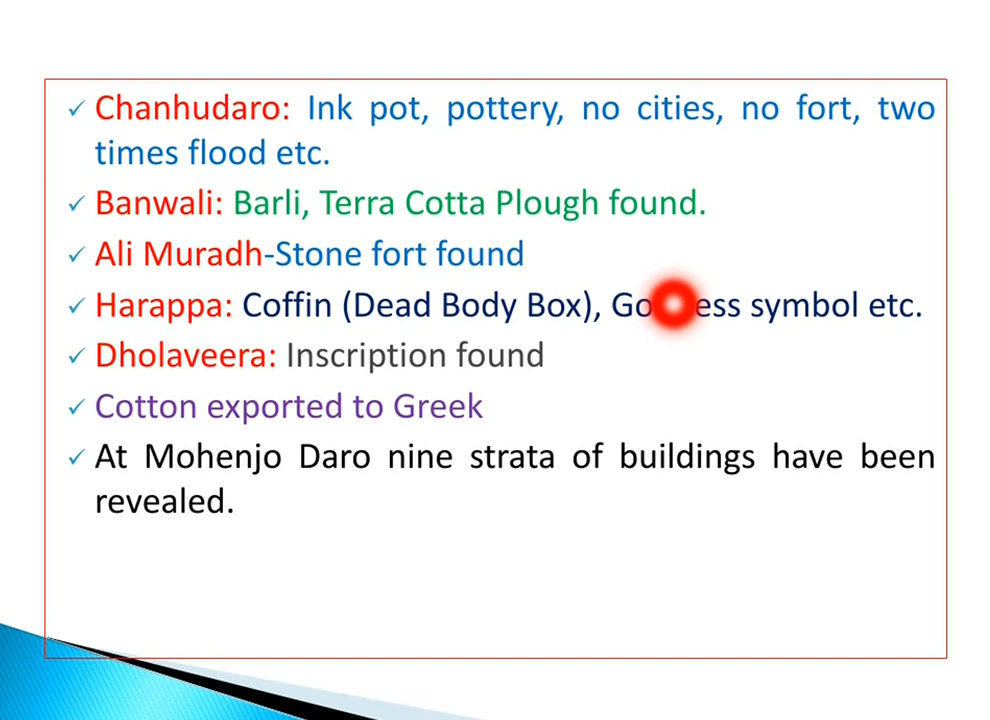 Chanhudaro: Ink pot, pottery, no cities, no fort, two
times flood etc.
Banwali: Barli, Terra Cotta Plough found.
Ali Muradh-Stone fort found
Harappa: Coffin (Dead Body Box), symbol etc.
Dholaveera: Inscription found
Cotton exported to Greek
At Mohenjo Daro nine strata of buildings have been
revealed.